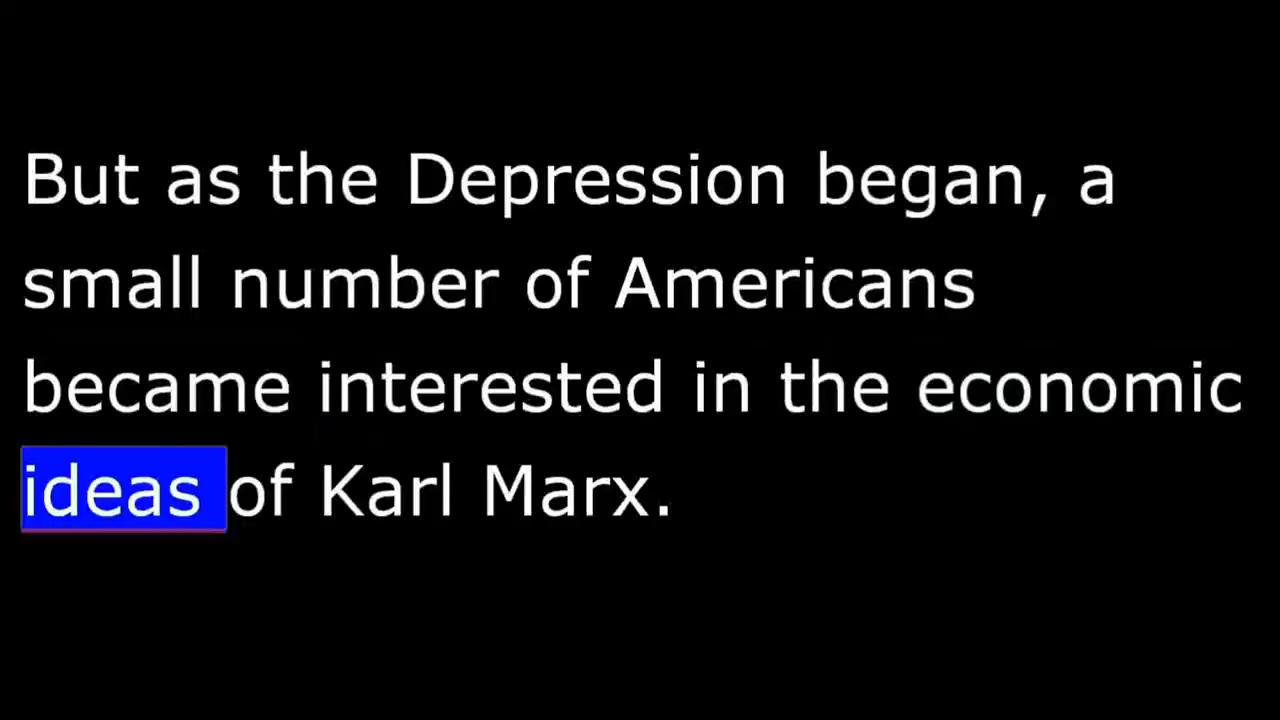 But as the Depression began, a
small number of Americans
became interested in the economic
ideas of Karl Marx.